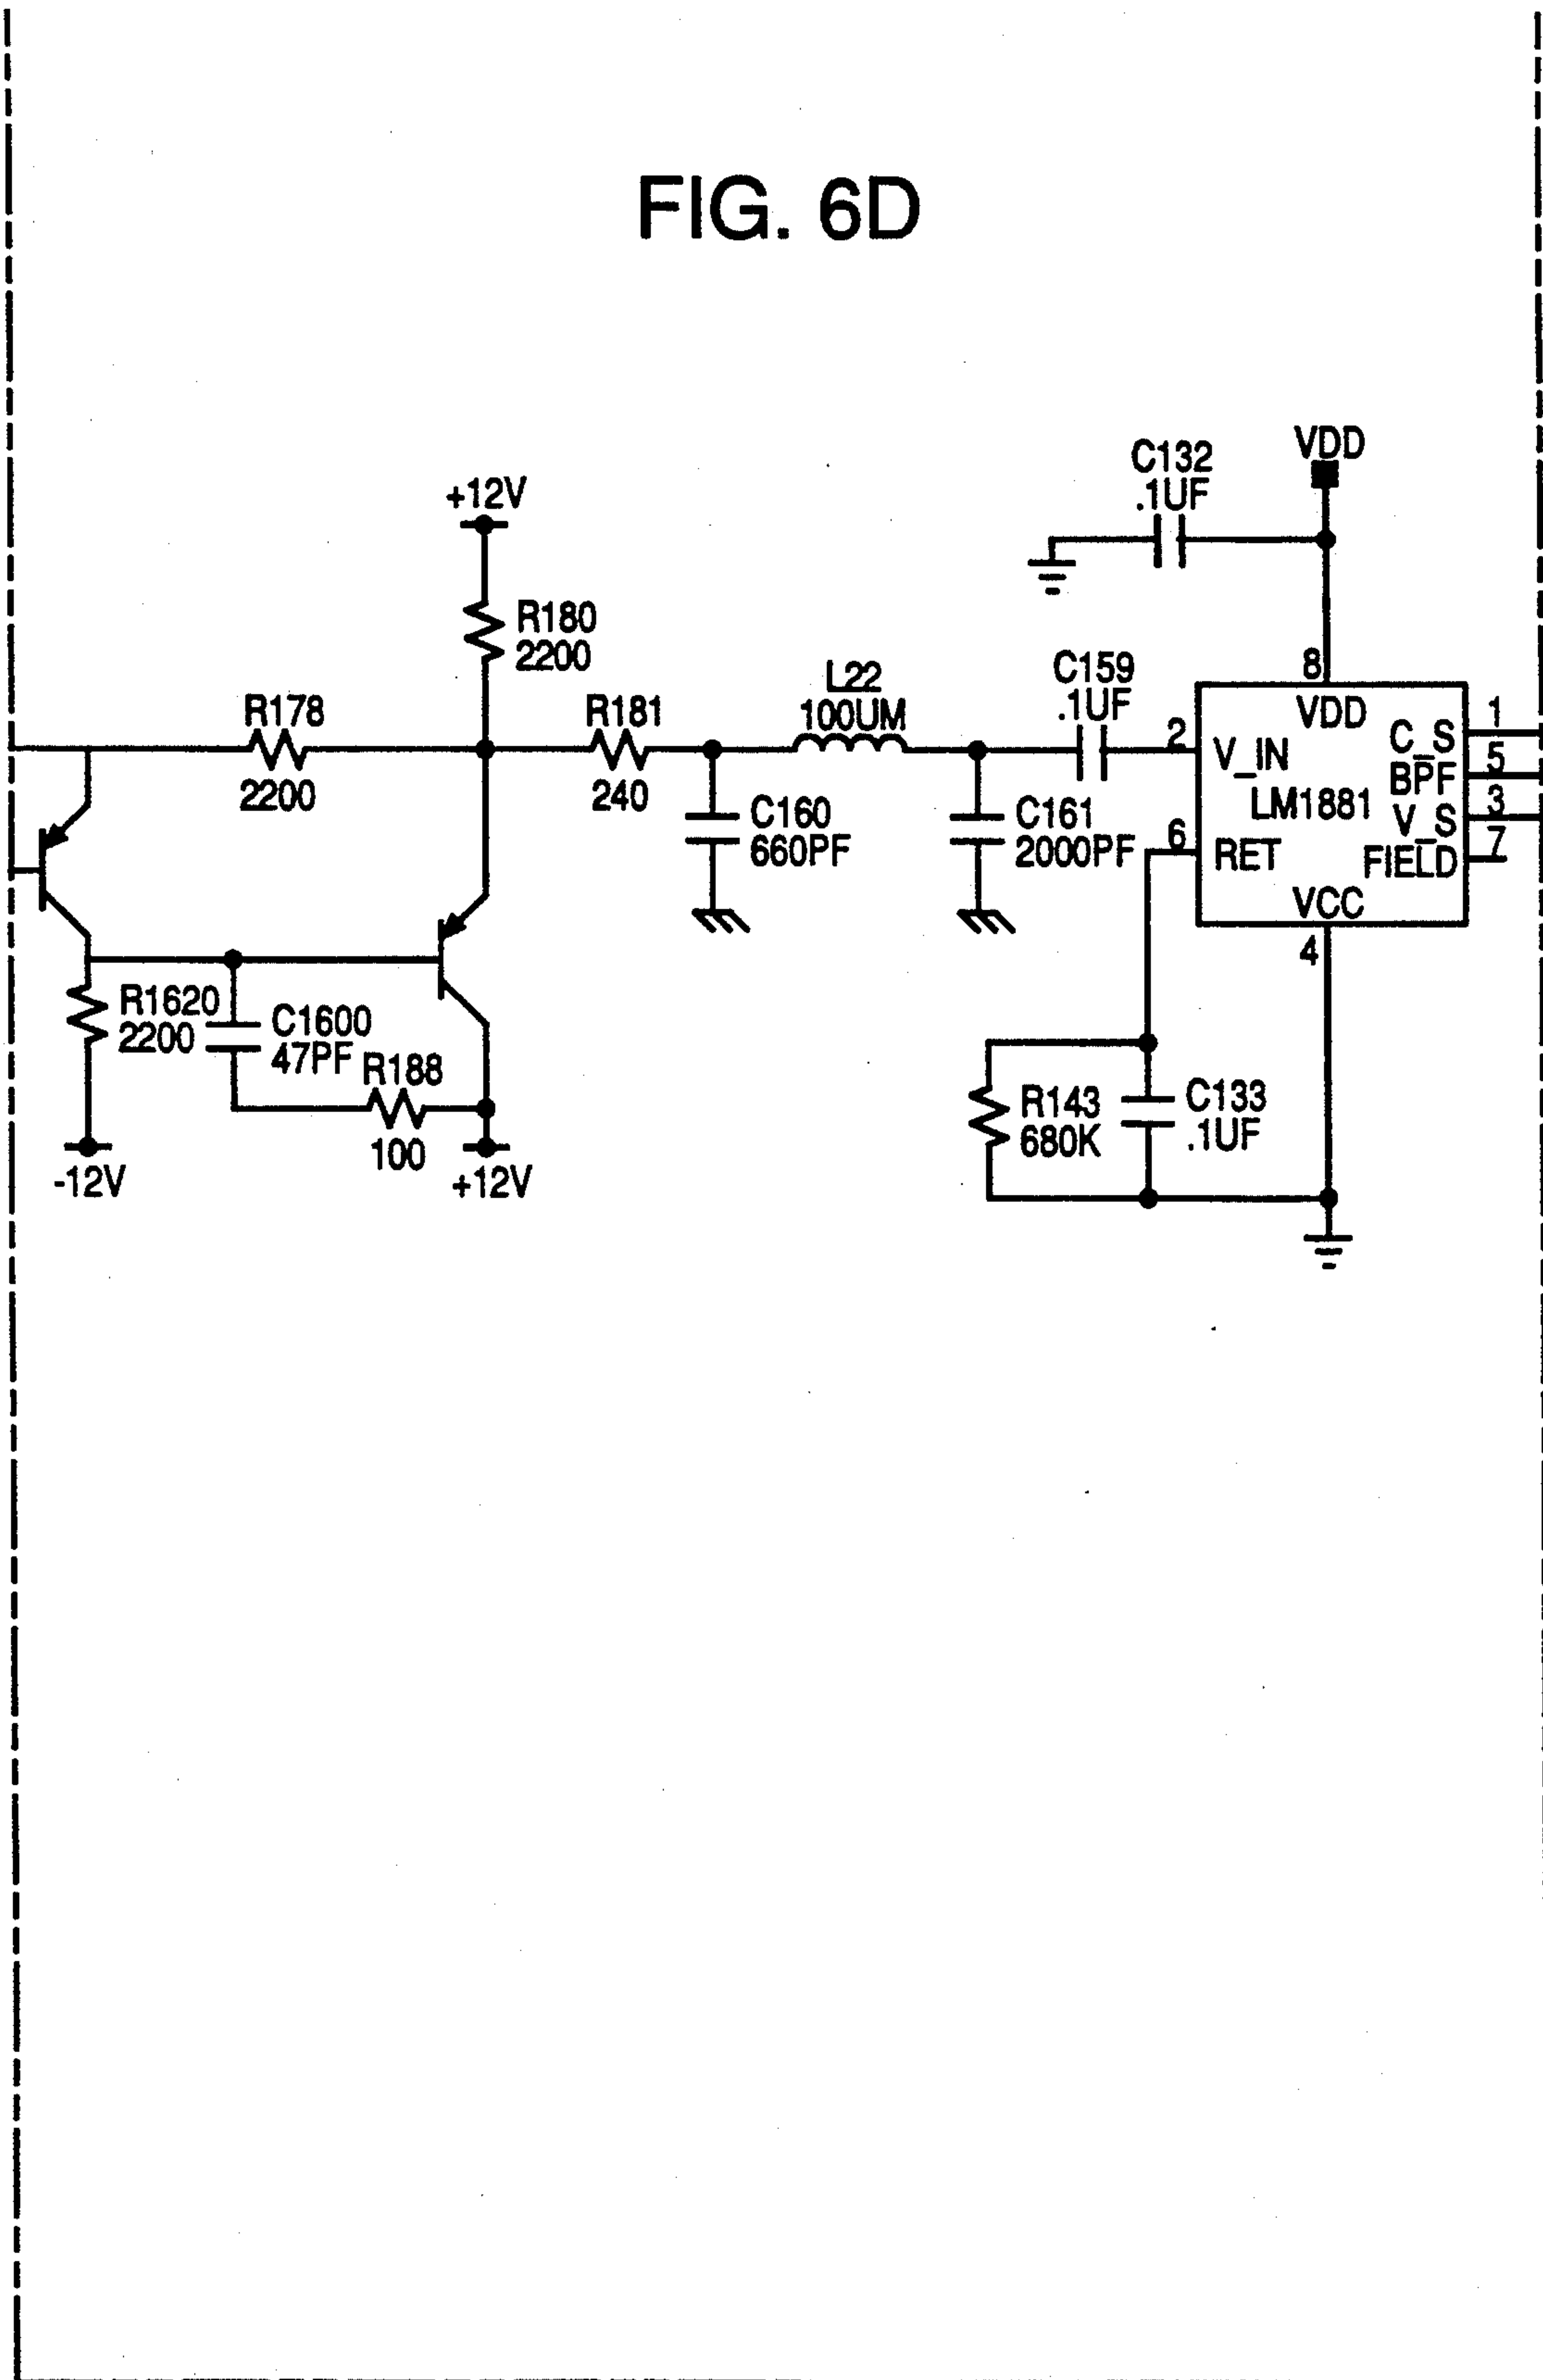 FIG. 6D
VDD
C132
.1UF
+12V
R180
2200
8
C159
.1UF
L22
100UM
R178
2200
R181
240
VDD
2
V_IN
C_S
1
BPF
5
LM1881
V_S
3
6
RET
FIELD
7
VCC
4
C160
660PF
C161
2000PF
R1620
2200
C1600
47PF
R188
100
R143
680K
C133
.1UF
-12V
+12V